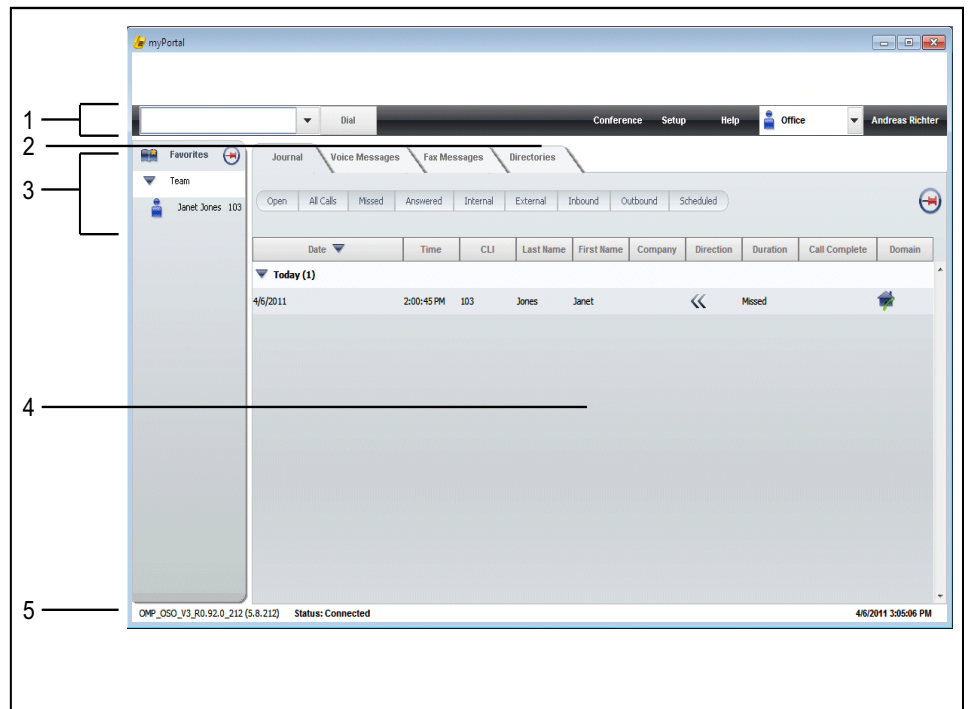 myPortal
1
Dial Conference Setup Help Office Andreas Richter
2
3
Favorites
Team
Janet Jones 103
Journal Voice Messages Fax Messages Directories
Open All Calls Missed Answered Internal External Inbound Outbound Scheduled
Date Time CLI Last Name First Name Company Direction Duration Call Complete Domain
Today (1)
4/6/2011 2:00:45 PM 103 Jones Janet Missed
4
5
OMP_OSO_V3_R0.92.0_212 (5.8.212) Status: Connected 4/6/2011 3:05:06 PM